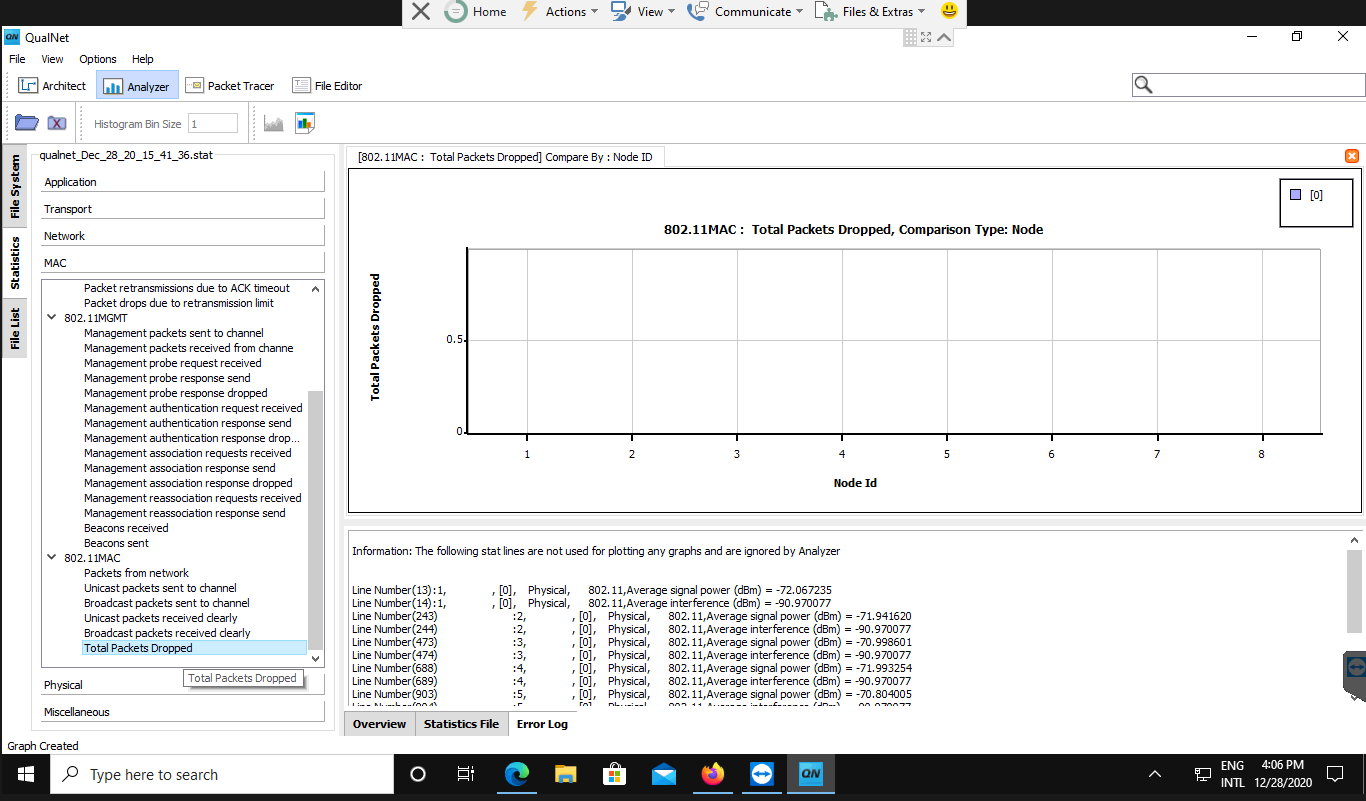 Home Actions View Communicate Files & Extras
QN QualNet
File View Options Help
Architect Analyzer Packet Tracer File Editor
Histogram Bin Size 1
File System
Statistics
File List
qualnet_Dec_28_20_15_41_36.stat
Application
Transport
Network
MAC
Packet retransmissions due to ACK timeout
Packet drops due to retransmission limit
802.11MGMT
Management packets sent to channel
Management packets received from channe
Management probe request received
Management probe response send
Management probe response dropped
Management authentication request received
Management authentication response send
Management authentication response drop...
Management association requests received
Management association response send
Management association response dropped
Management reassociation requests received
Management reassociation response send
Beacons received
Beacons sent
802.11MAC
Packets from network
Unicast packets sent to channel
Broadcast packets sent to channel
Unicast packets received clearly
Broadcast packets received clearly
Total Packets Dropped
Total Packets Dropped
Physical
Miscellaneous
[802.11MAC : Total Packets Dropped] Compare By : Node ID
[0]
802.11MAC : Total Packets Dropped, Comparison Type: Node
Total Packets Dropped
0.5
0
1 2 3 4 5 6 7 8
Node Id
Information: The following stat lines are not used for plotting any graphs and are ignored by Analyzer
Line Number(13):1, , [0], Physical, 802.11,Average signal power (dBm) = -72.067235
Line Number(14):1, , [0], Physical, 802.11,Average interference (dBm) = -90.970077
Line Number(243) :2, , [0], Physical, 802.11,Average signal power (dBm) = -71.941620
Line Number(244) :2, , [0], Physical, 802.11,Average interference (dBm) = -90.970077
Line Number(473) :3, , [0], Physical, 802.11,Average signal power (dBm) = -70.998601
Line Number(474) :3, , [0], Physical, 802.11,Average interference (dBm) = -90.970077
Line Number(688) :4, , [0], Physical, 802.11,Average signal power (dBm) = -71.993254
Line Number(689) :4, , [0], Physical, 802.11,Average interference (dBm) = -90.970077
Line Number(903) :5, , [0], Physical, 802.11,Average signal power (dBm) = -70.804005
Line Number(904) :5, , [0], Physical, 802.11,Average interference (dBm) = -90.970077
Overview Statistics File Error Log
Graph Created
Type here to search
QN
ENG
INTL
4:06 PM
12/28/2020